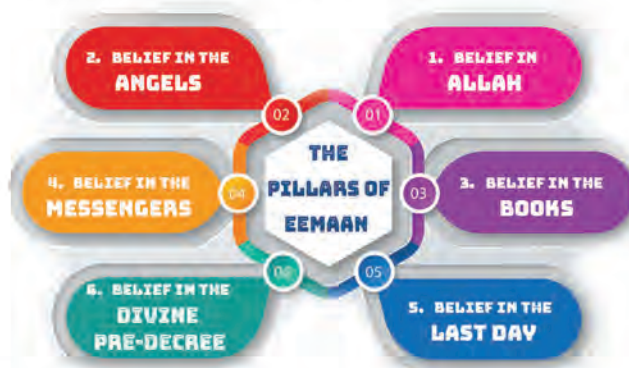 THE
PILLARS OF
EEMAAN
01
1. BELIEF IN
ALLAH
02
2. BELIEF IN THE
ANGELS
03
3. BELIEF IN THE
BOOKS
04
4. BELIEF IN THE
MESSENGERS
05
5. BELIEF IN THE
LAST DAY
06
6. BELIEF IN THE
DIVINE
PRE-DECREE